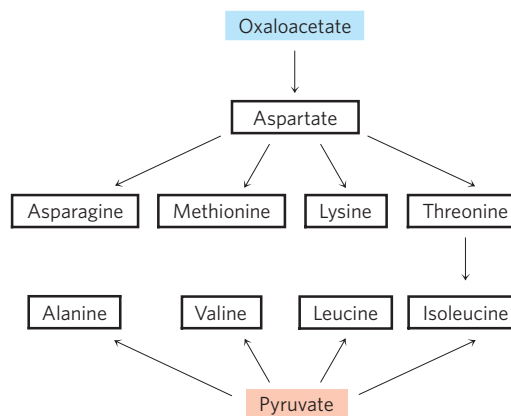 Oxaloacetate
Aspartate
Asparagine Methionine Lysine Threonine
Alanine Valine Leucine Isoleucine
Pyruvate